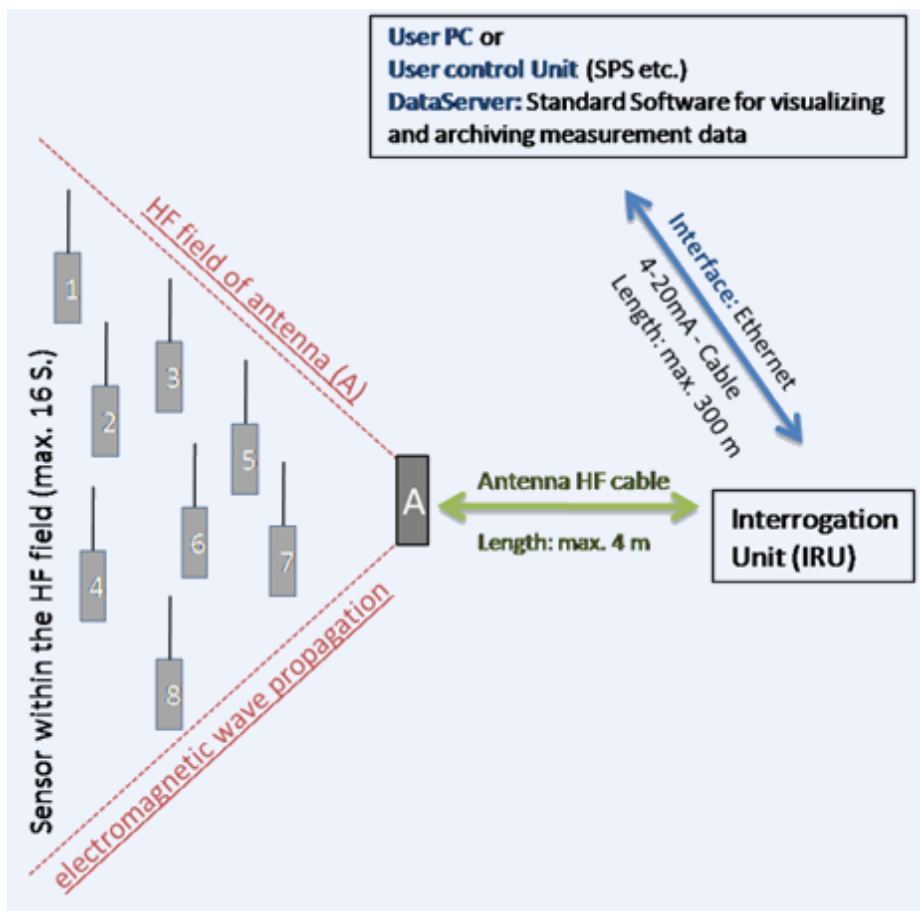 User PC or
User control Unit (SPS etc.)
DataServer: Standard Software for visualizing
and archiving measurement data
Interface: Ethernet
4-20mA - Cable
Length: max. 300 m
HF field of antenna (A)
Sensor within the HF field (max. 16 S.)
1
2
3
4
5
6
7
8
A
Antenna HF cable
Length: max. 4 m
Interrogation
Unit (IRU)
electromagnetic wave propagation